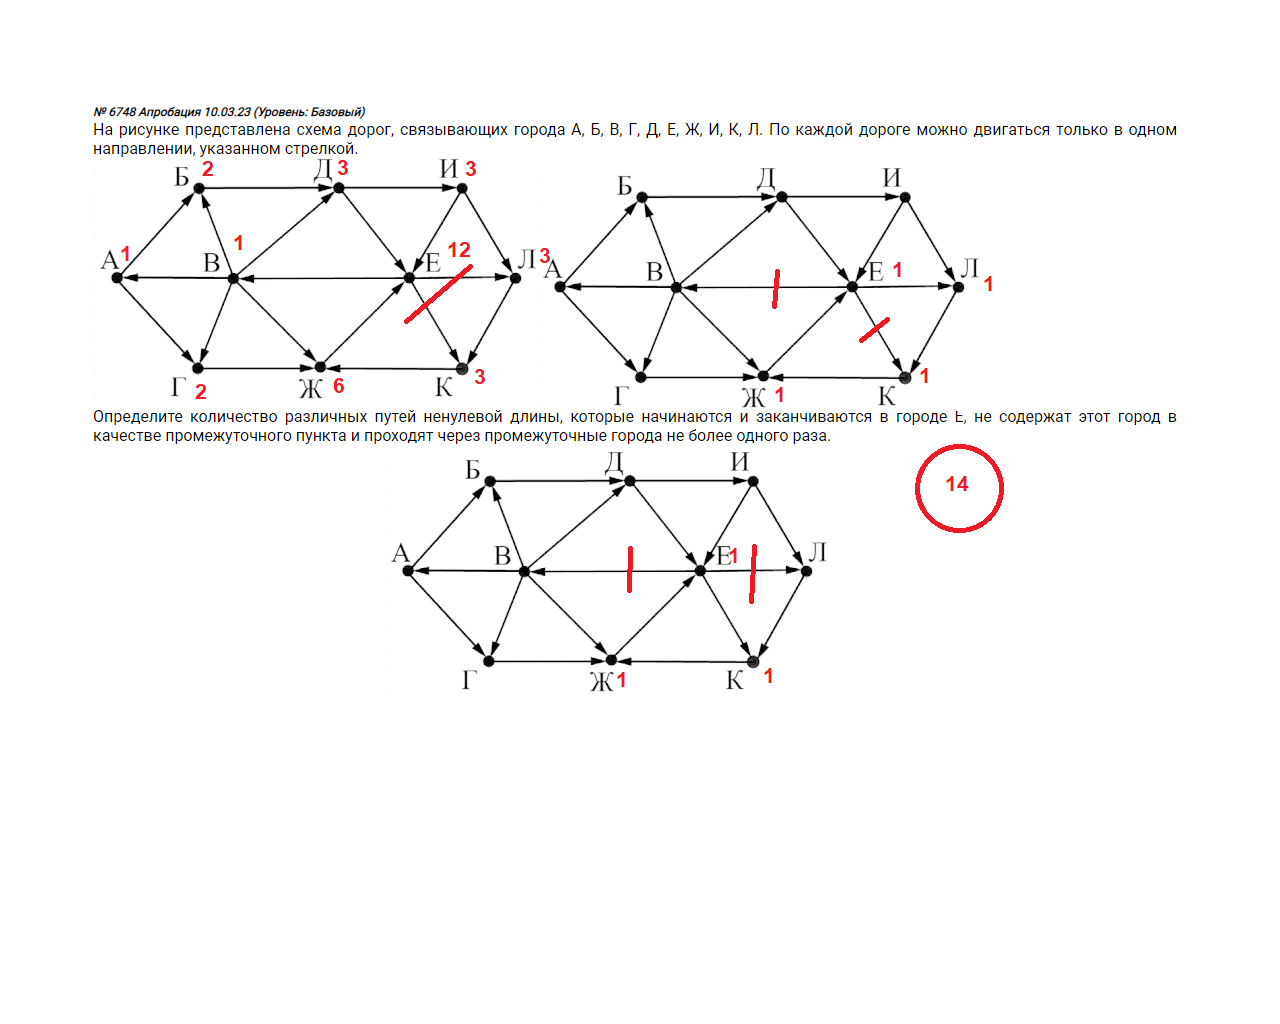 № 6748 Апробация 10.03.23 (Уровень: Базовый)
На рисунке представлена схема дорог, связывающих города А, Б, В, Г, Д, Е, Ж, И, К, Л. По каждой дороге можно двигаться только в одном
направлении, указанном стрелкой.
Б 2 Д 3 И 3
А 1 В 1 Е 12 Л 3
Г 2 Ж 6 К 3
Б Д И
А В Е 1 Л 1
Г Ж 1 К 1
Определите количество различных путей ненулевой длины, которые начинаются и заканчиваются в городе Е, не содержат этот город в
качестве промежуточного пункта и проходят через промежуточные города не более одного раза.
Б Д И
А В Е 1 Л
Г Ж 1 К 1
14